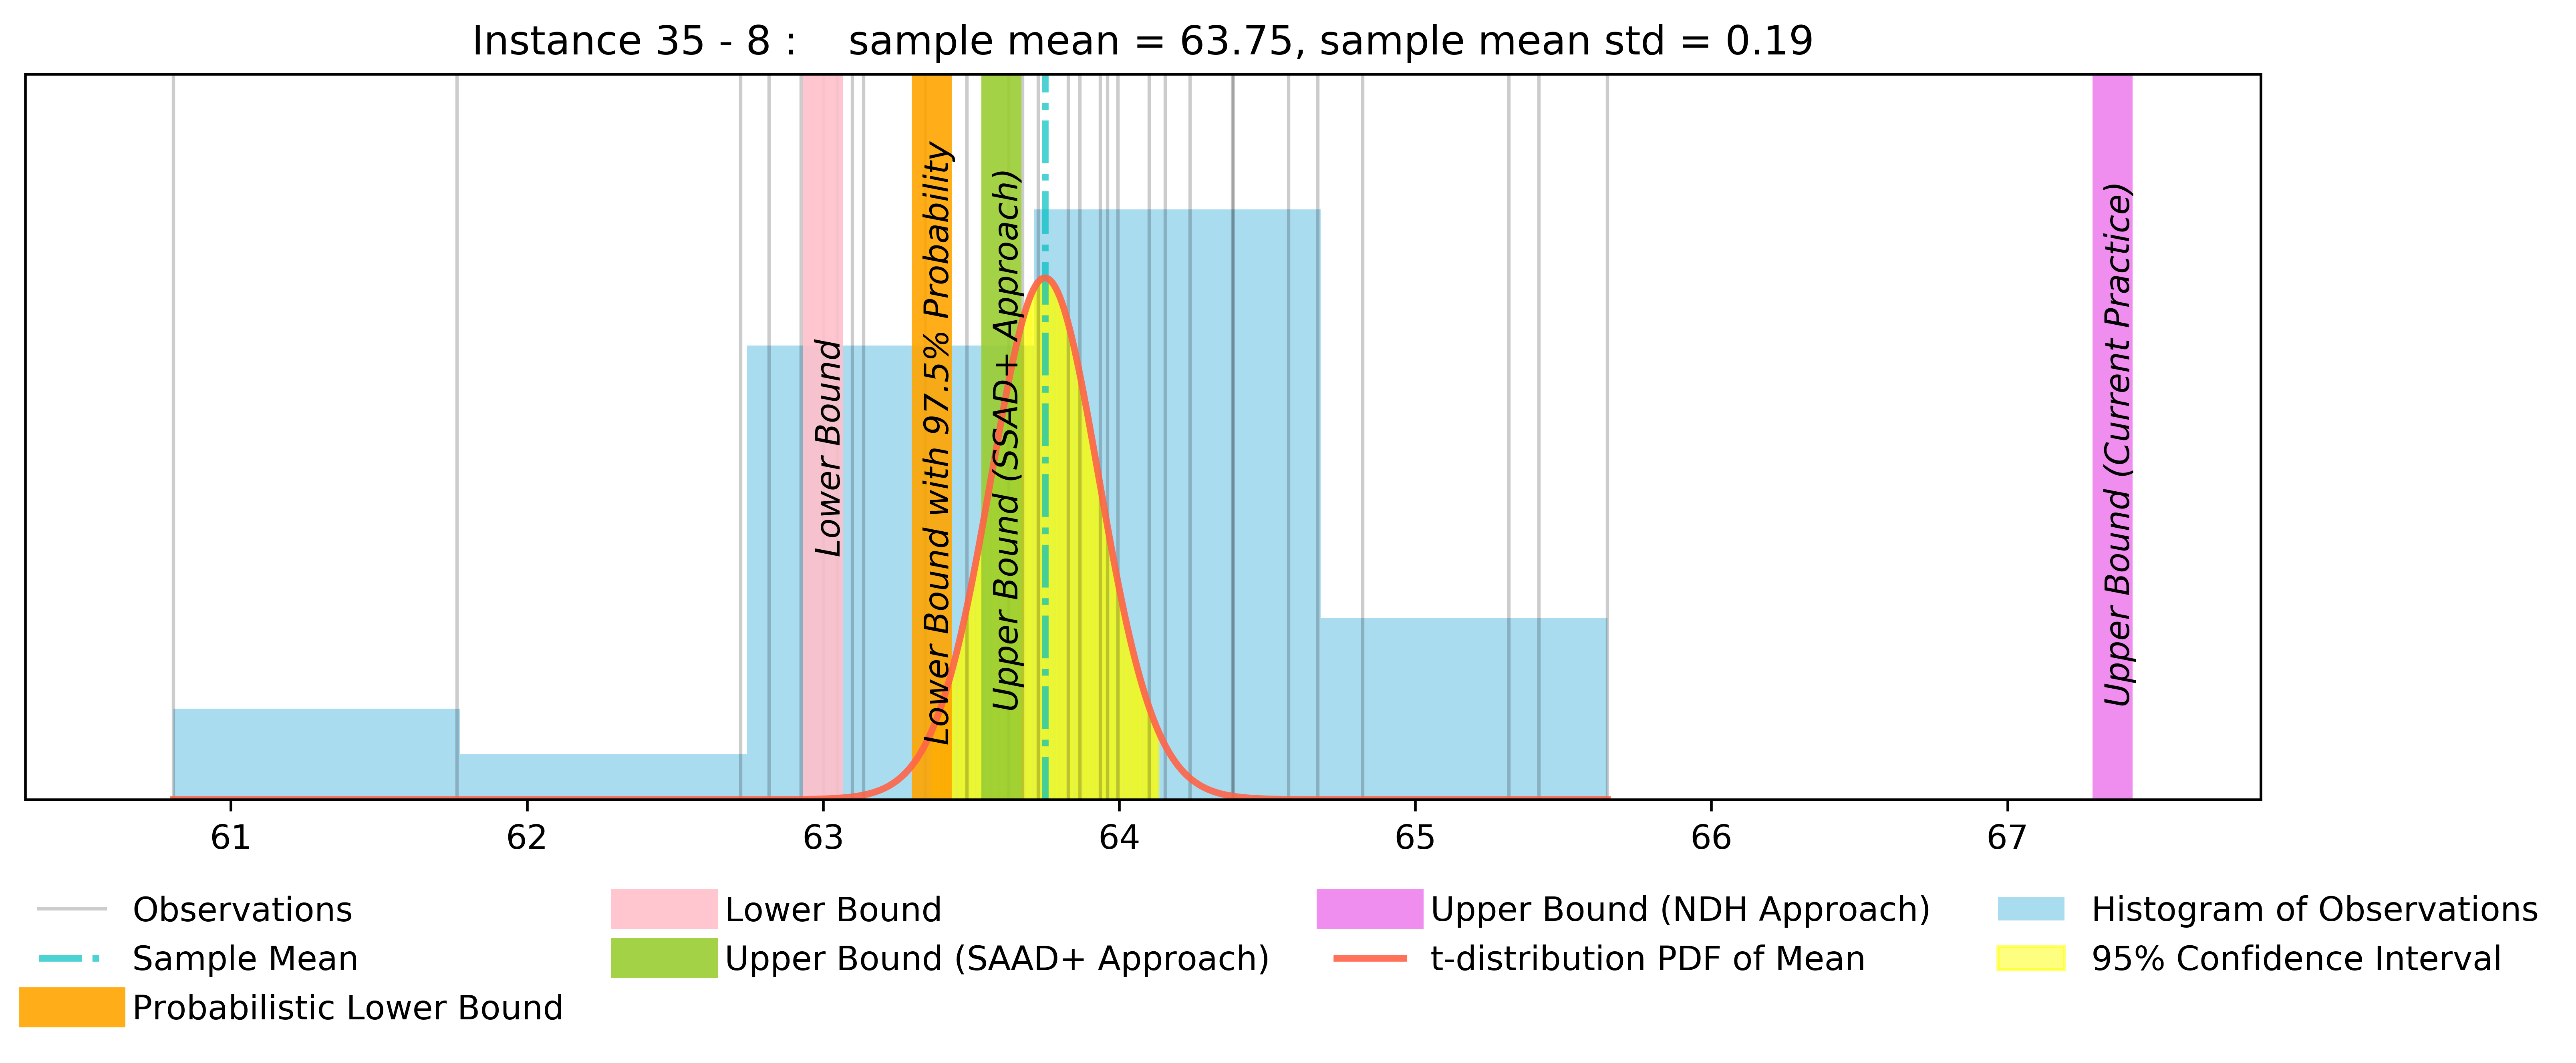 Instance 35 - 8 :    sample mean = 63.75, sample mean std = 0.19
Lower Bound
Lower Bound with 97.5% Probability
Upper Bound (SSAD+ Approach)
Upper Bound (Current Practice)
61 62 63 64 65 66 67
Observations
Sample Mean
Probabilistic Lower Bound
Lower Bound
Upper Bound (SAAD+ Approach)
Upper Bound (NDH Approach)
t-distribution PDF of Mean
Histogram of Observations
95% Confidence Interval